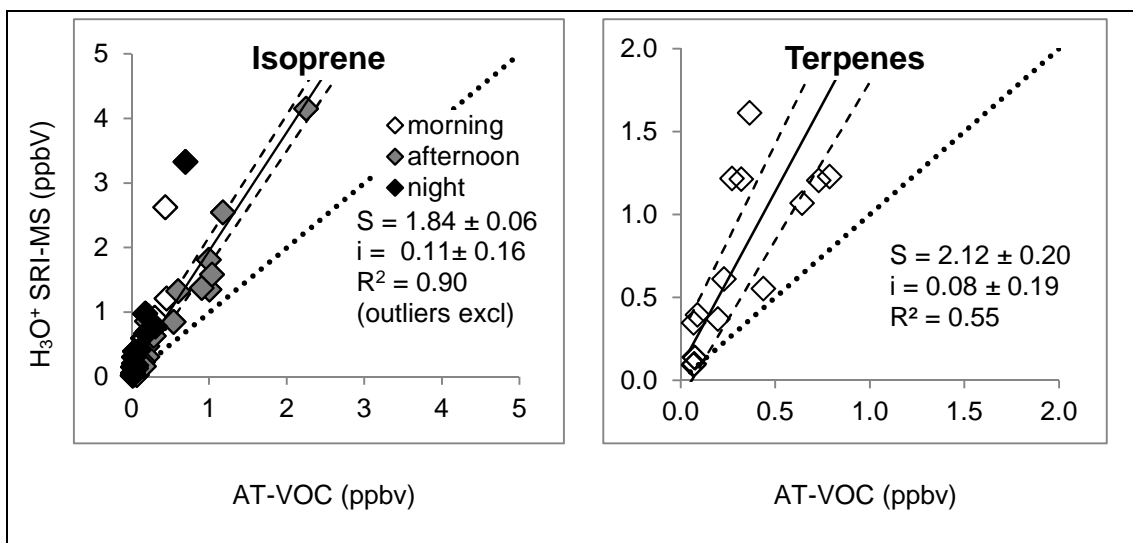 Isoprene
H₃O⁺ SRI-MS (ppbV)
5
4
3
2
1
0
morning
afternoon
night
S = 1.84 ± 0.06
i = 0.11± 0.16
R² = 0.90
(outliers excl)
0 1 2 3 4 5
AT-VOC (ppbv)
Terpenes
2.0
1.5
1.0
0.5
0.0
S = 2.12 ± 0.20
i = 0.08 ± 0.19
R² = 0.55
0.0 0.5 1.0 1.5 2.0
AT-VOC (ppbv)